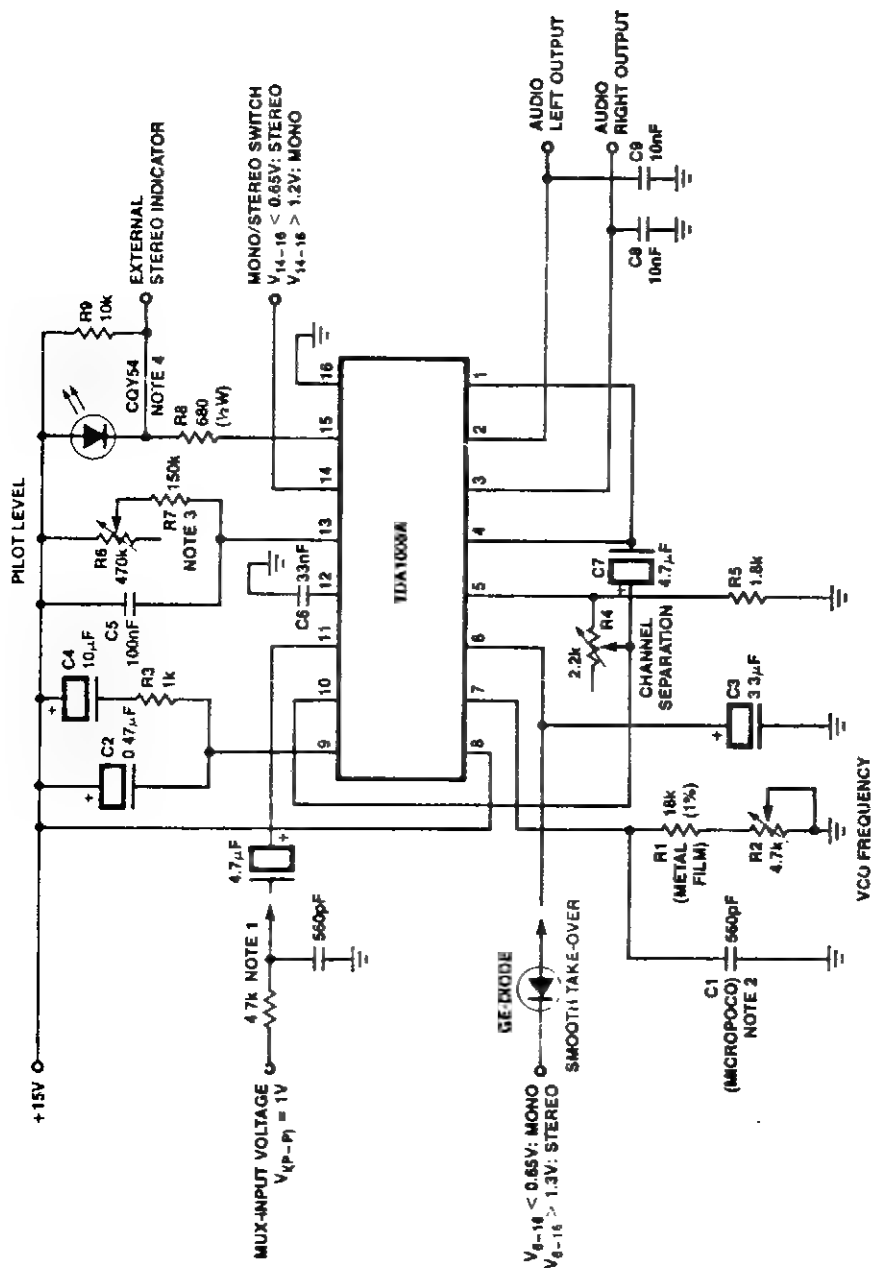 +15V
PILOT LEVEL
EXTERNAL
STEREO INDICATOR
R9
10k
CQY54
NOTE 4
R8
680
(½W)
R6
470k
R7
150k
NOTE 3
C5
100nF
C4
10µF
+
R3
1k
C2
0.47µF
+
MONO/STEREO SWITCH
V14-16 < 0.65V: STEREO
V14-16 > 1.2V: MONO
C6
33nF
MUX-INPUT VOLTAGE
VI(P-P) = 1V
4.7k
NOTE 1
560pF
4.7µF
+
9
10
11
12
13
14
15
16
8
7
6
5
4
3
2
1
AUDIO
LEFT OUTPUT
AUDIO
RIGHT OUTPUT
C9
10nF
C8
10nF
C7
4.7µF
+
R4
2.2k
CHANNEL
SEPARATION
R5
1.8k
GE-DIODE
SMOOTH TAKE-OVER
V6-16 < 0.65V: MONO
V6-16 > 1.3V: STEREO
C3
3.3µF
+
R1
(METAL
FILM)
18k
(1%)
R2
4.7k
C1
560pF
(MICROPOCO)
NOTE 2
VCO FREQUENCY